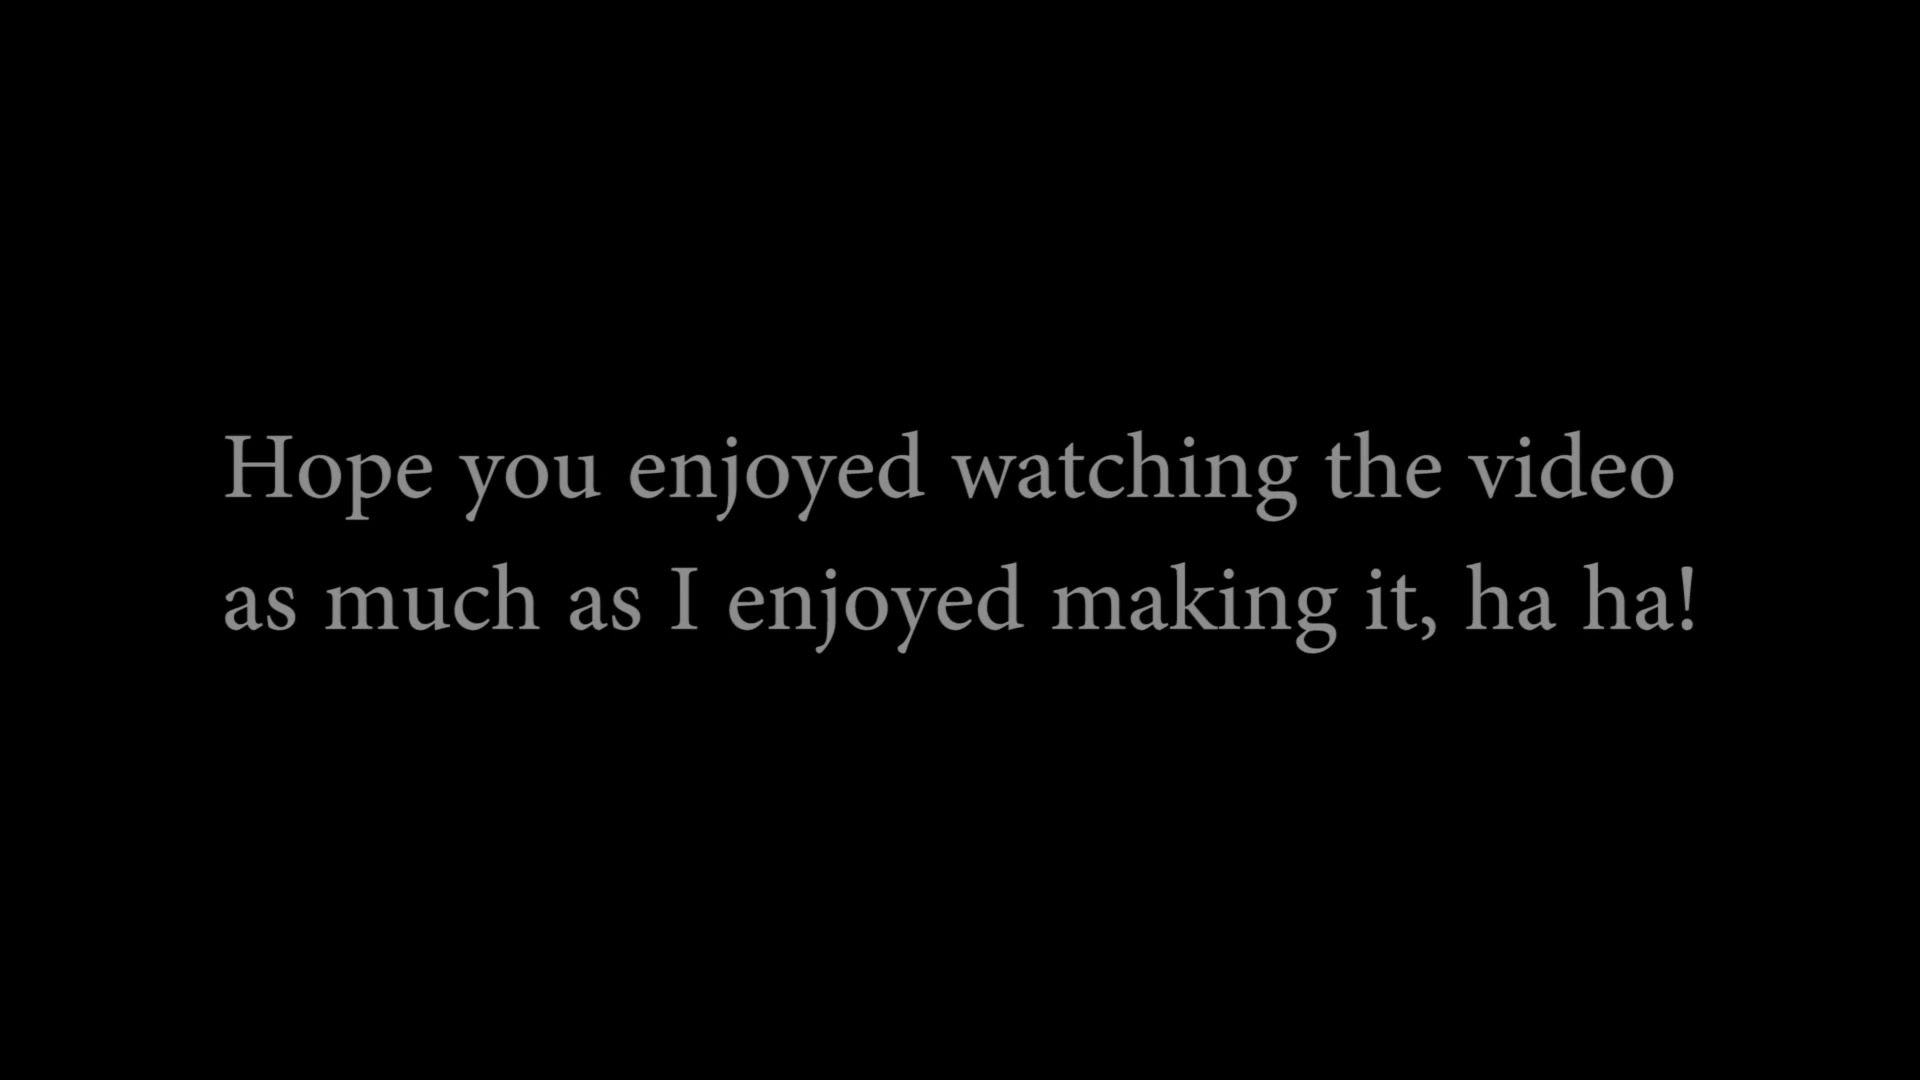 Hope you enjoyed watching the video
as much as I enjoyed making it, ha ha!